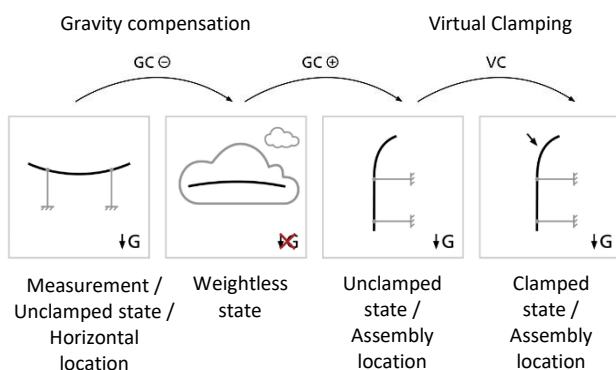 Gravity compensation
Virtual Clamping
GC ⊖
GC ⊕
VC
↓G
↓G
↓G
↓G
Measurement /
Unclamped state /
Horizontal
location
Weightless
state
Unclamped
state /
Assembly
location
Clamped
state /
Assembly
location